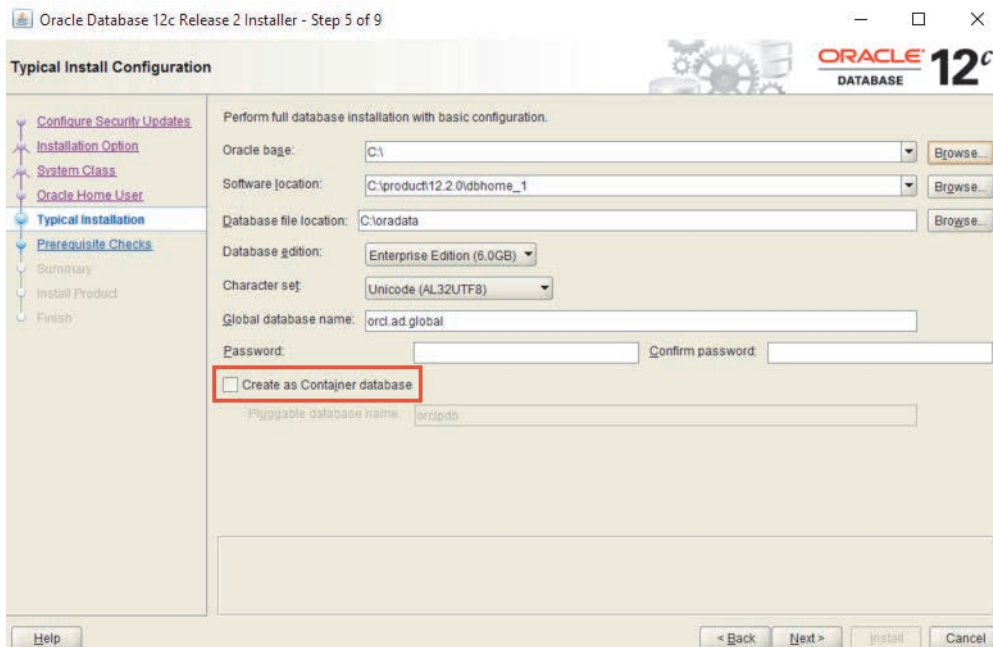 Oracle Database 12c Release 2 Installer - Step 5 of 9
Typical Install Configuration
ORACLE 12c
DATABASE
Configure Security Updates
Installation Option
System Class
Oracle Home User
Typical Installation
Prerequisite Checks
Summary
Install Product
Finish
Perform full database installation with basic configuration.
Oracle base: C:\ Browse...
Software location: C:\product\12.2.0\dbhome_1 Browse...
Database file location: C:\oradata Browse...
Database edition: Enterprise Edition (6.0GB)
Character set: Unicode (AL32UTF8)
Global database name: orcl.ad.global
Password: Confirm password:
Create as Container database
Pluggable database name: orclpdb
Help < Back Next > Install Cancel